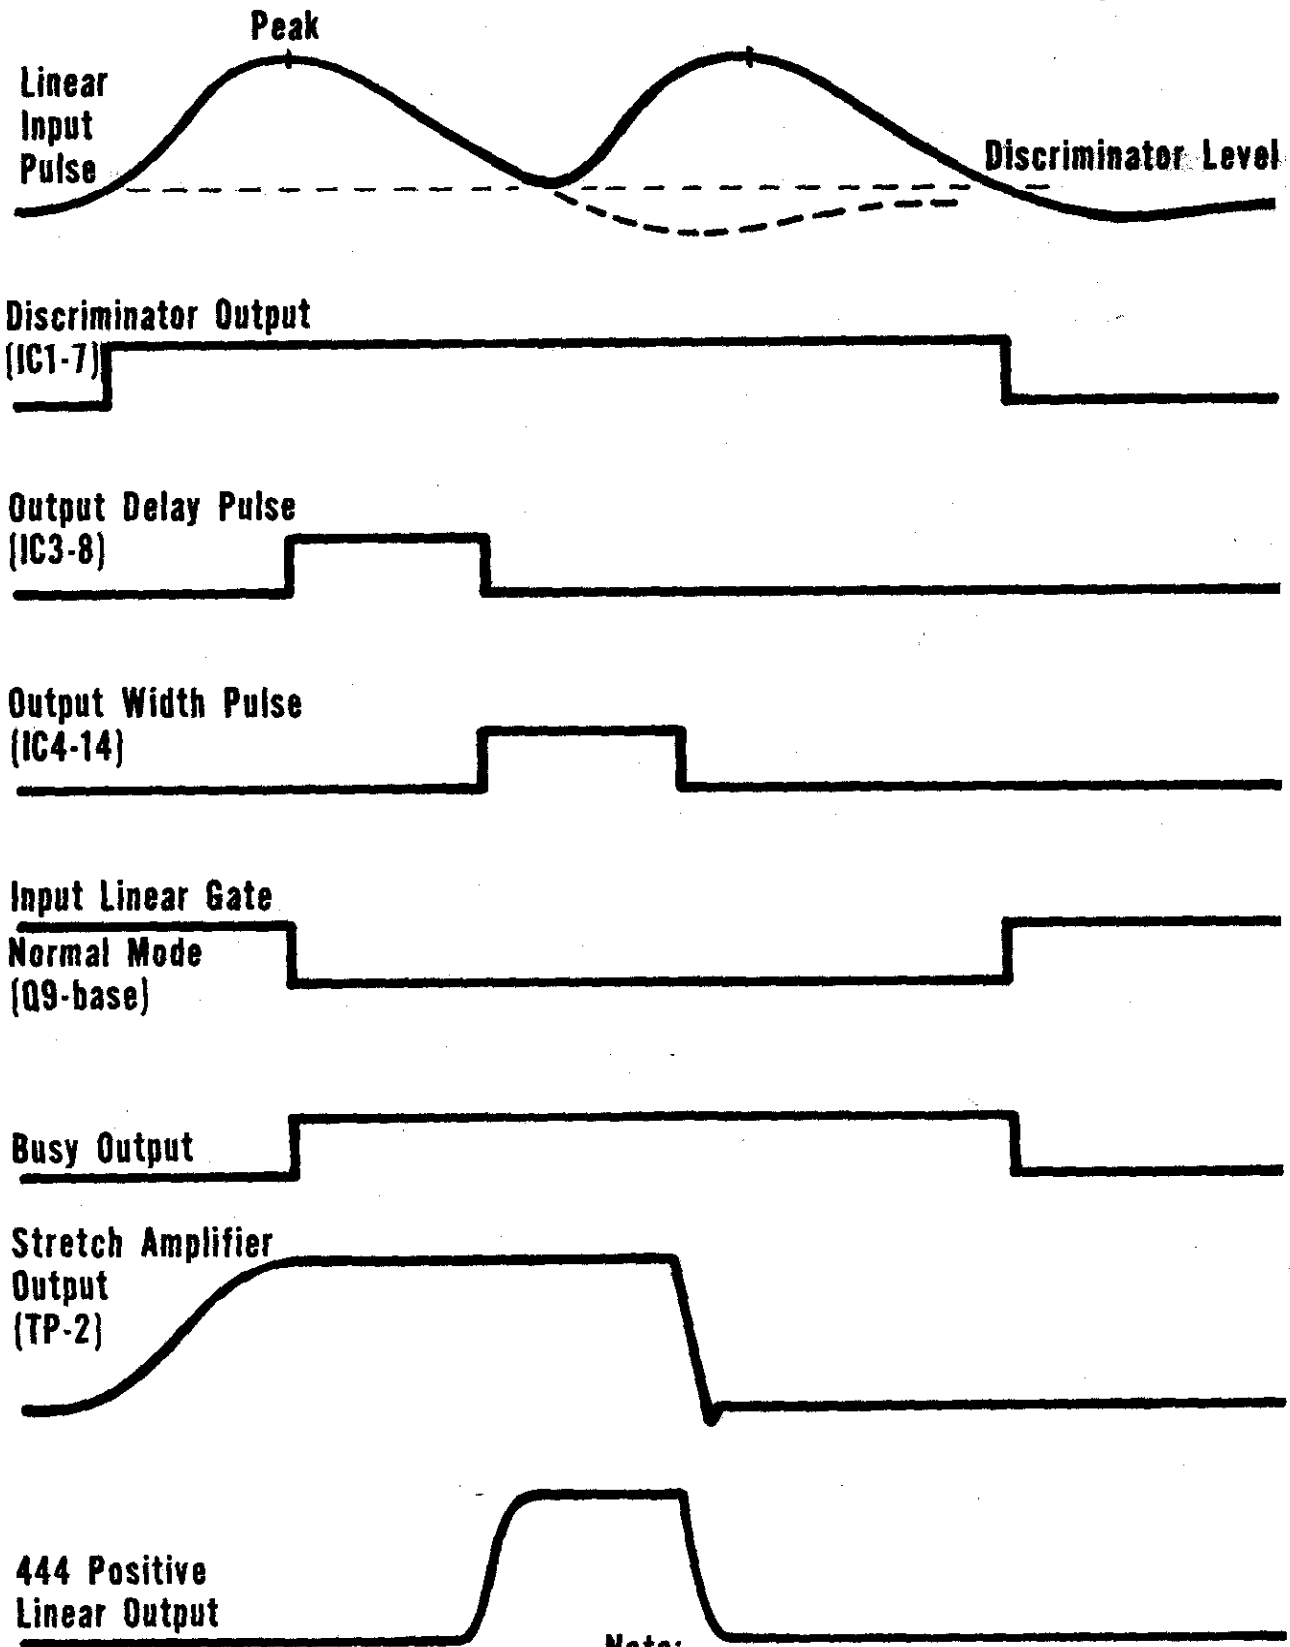 Peak
Linear
Input
Pulse
Discriminator Level
Discriminator Output
(IC1-7)
Output Delay Pulse
(IC3-8)
Output Width Pulse
(IC4-14)
Input Linear Gate
Normal Mode
(Q9-base)
Busy Output
Stretch Amplifier
Output
(TP-2)
444 Positive
Linear Output
Note: